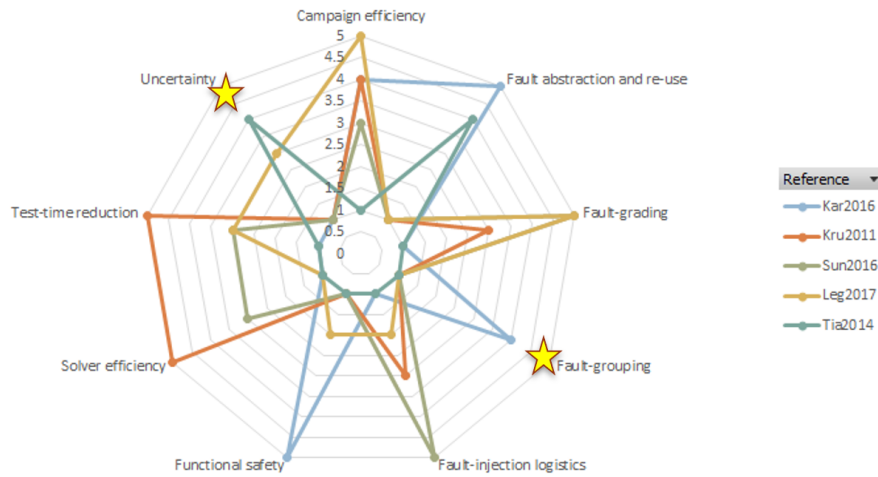 Campaign efficiency
5
4.5
4
3.5
3
2.5
2
1.5
1
0.5
0
Uncertainty
Fault abstraction and re-use
Test-time reduction
Fault-grading
Solver efficiency
Fault-grouping
Functional safety
Fault-injection logistics
Reference
Kar2016
Kru2011
Sun2016
Leg2017
Tia2014